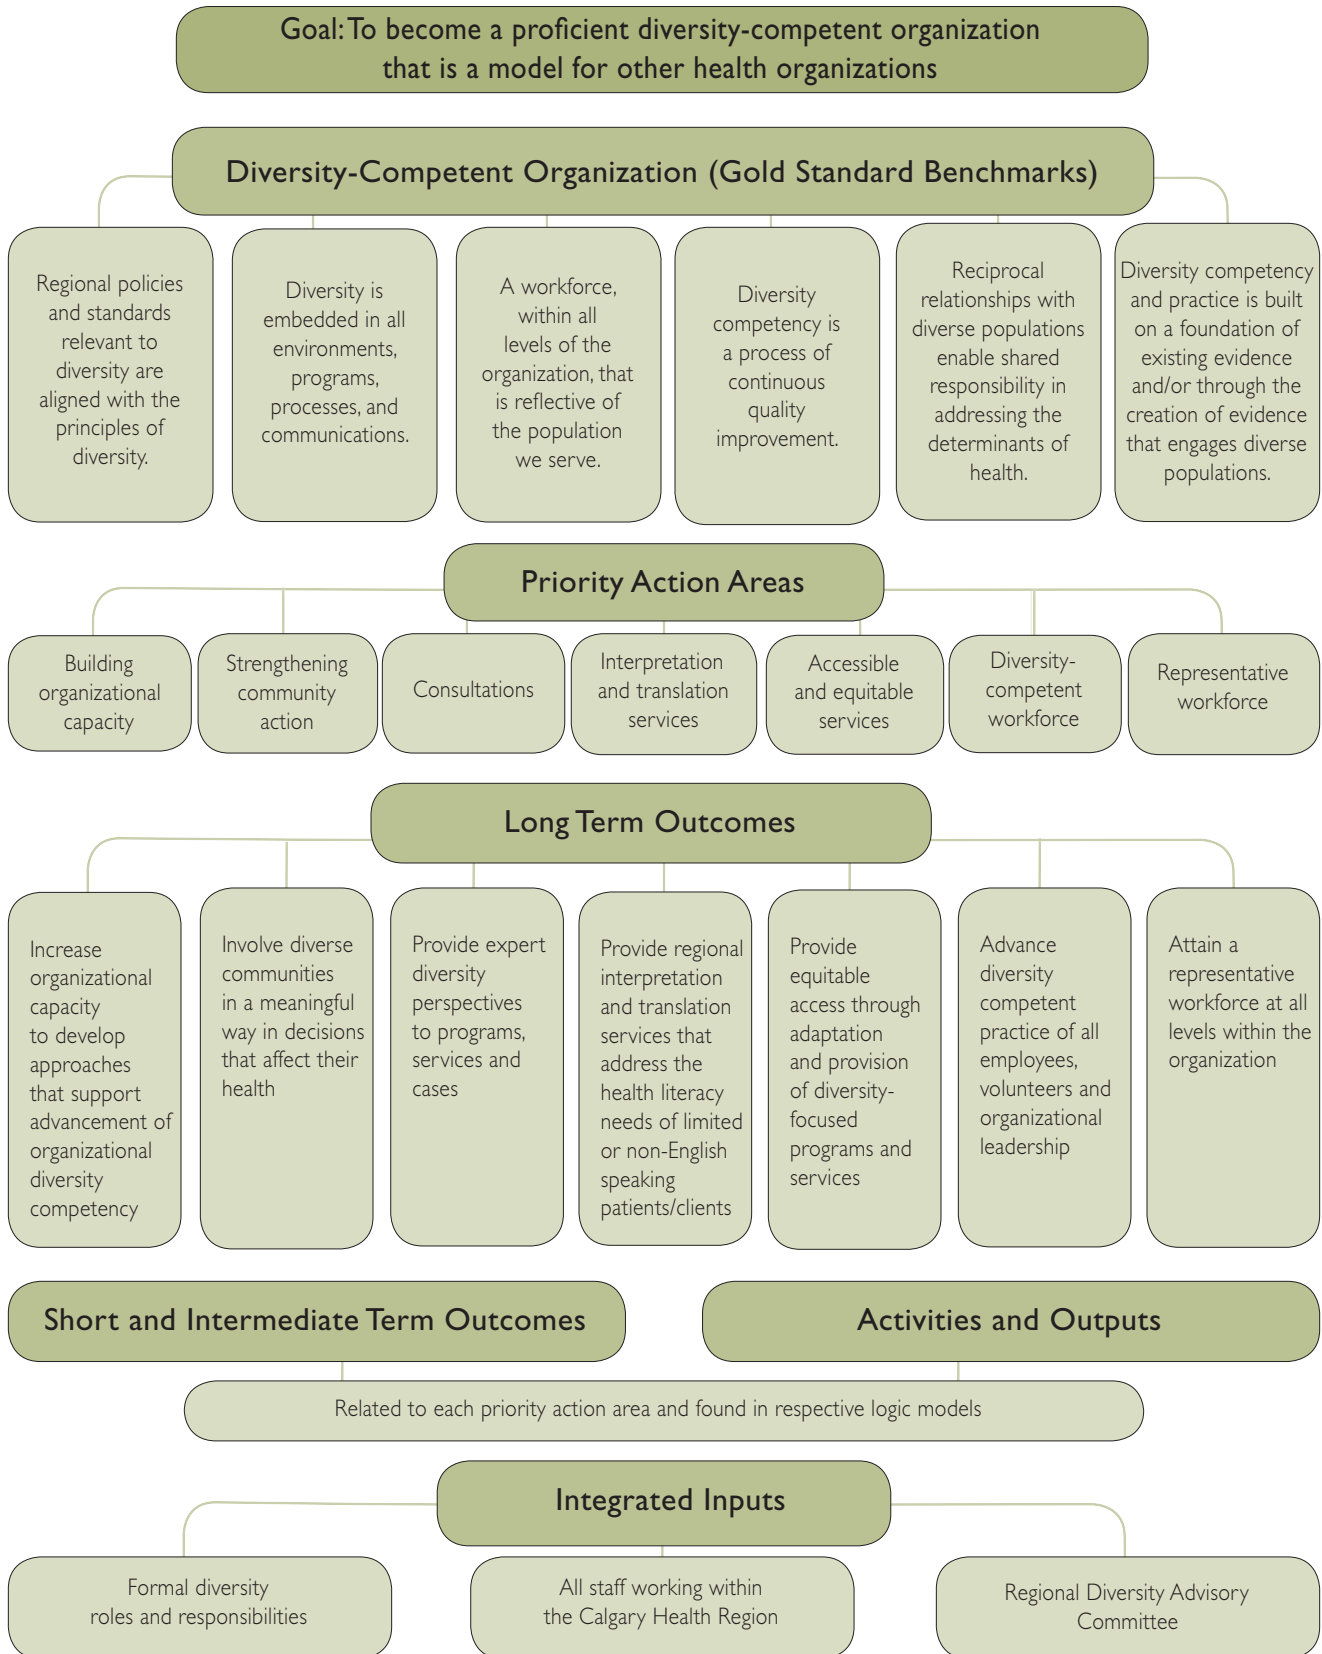 Goal: To become a proficient diversity-competent organization
that is a model for other health organizations
Diversity-Competent Organization (Gold Standard Benchmarks)
Regional policies
and standards
relevant to
diversity are
aligned with the
principles of
diversity.
Diversity is
embedded in all
environments,
programs,
processes, and
communications.
A workforce,
within all
levels of the
organization, that
is reflective of
the population
we serve.
Diversity
competency is
a process of
continuous
quality
improvement.
Reciprocal
relationships with
diverse populations
enable shared
responsibility in
addressing the
determinants of
health.
Diversity competency
and practice is built
on a foundation of
existing evidence
and/or through the
creation of evidence
that engages diverse
populations.
Priority Action Areas
Building
organizational
capacity
Strengthening
community
action
Consultations
Interpretation
and translation
services
Accessible
and equitable
services
Diversity-
competent
workforce
Representative
workforce
Long Term Outcomes
Increase
organizational
capacity
to develop
approaches
that support
advancement of
organizational
diversity
competency
Involve diverse
communities
in a meaningful
way in decisions
that affect their
health
Provide expert
diversity
perspectives
to programs,
services and
cases
Provide regional
interpretation
and translation
services that
address the
health literacy
needs of limited
or non-English
speaking
patients/clients
Provide
equitable
access through
adaptation
and provision
of diversity-
focused
programs and
services
Advance
diversity
competent
practice of all
employees,
volunteers and
organizational
leadership
Attain a
representative
workforce at all
levels within the
organization
Short and Intermediate Term Outcomes
Activities and Outputs
Related to each priority action area and found in respective logic models
Integrated Inputs
Formal diversity
roles and responsibilities
All staff working within
the Calgary Health Region
Regional Diversity Advisory
Committee